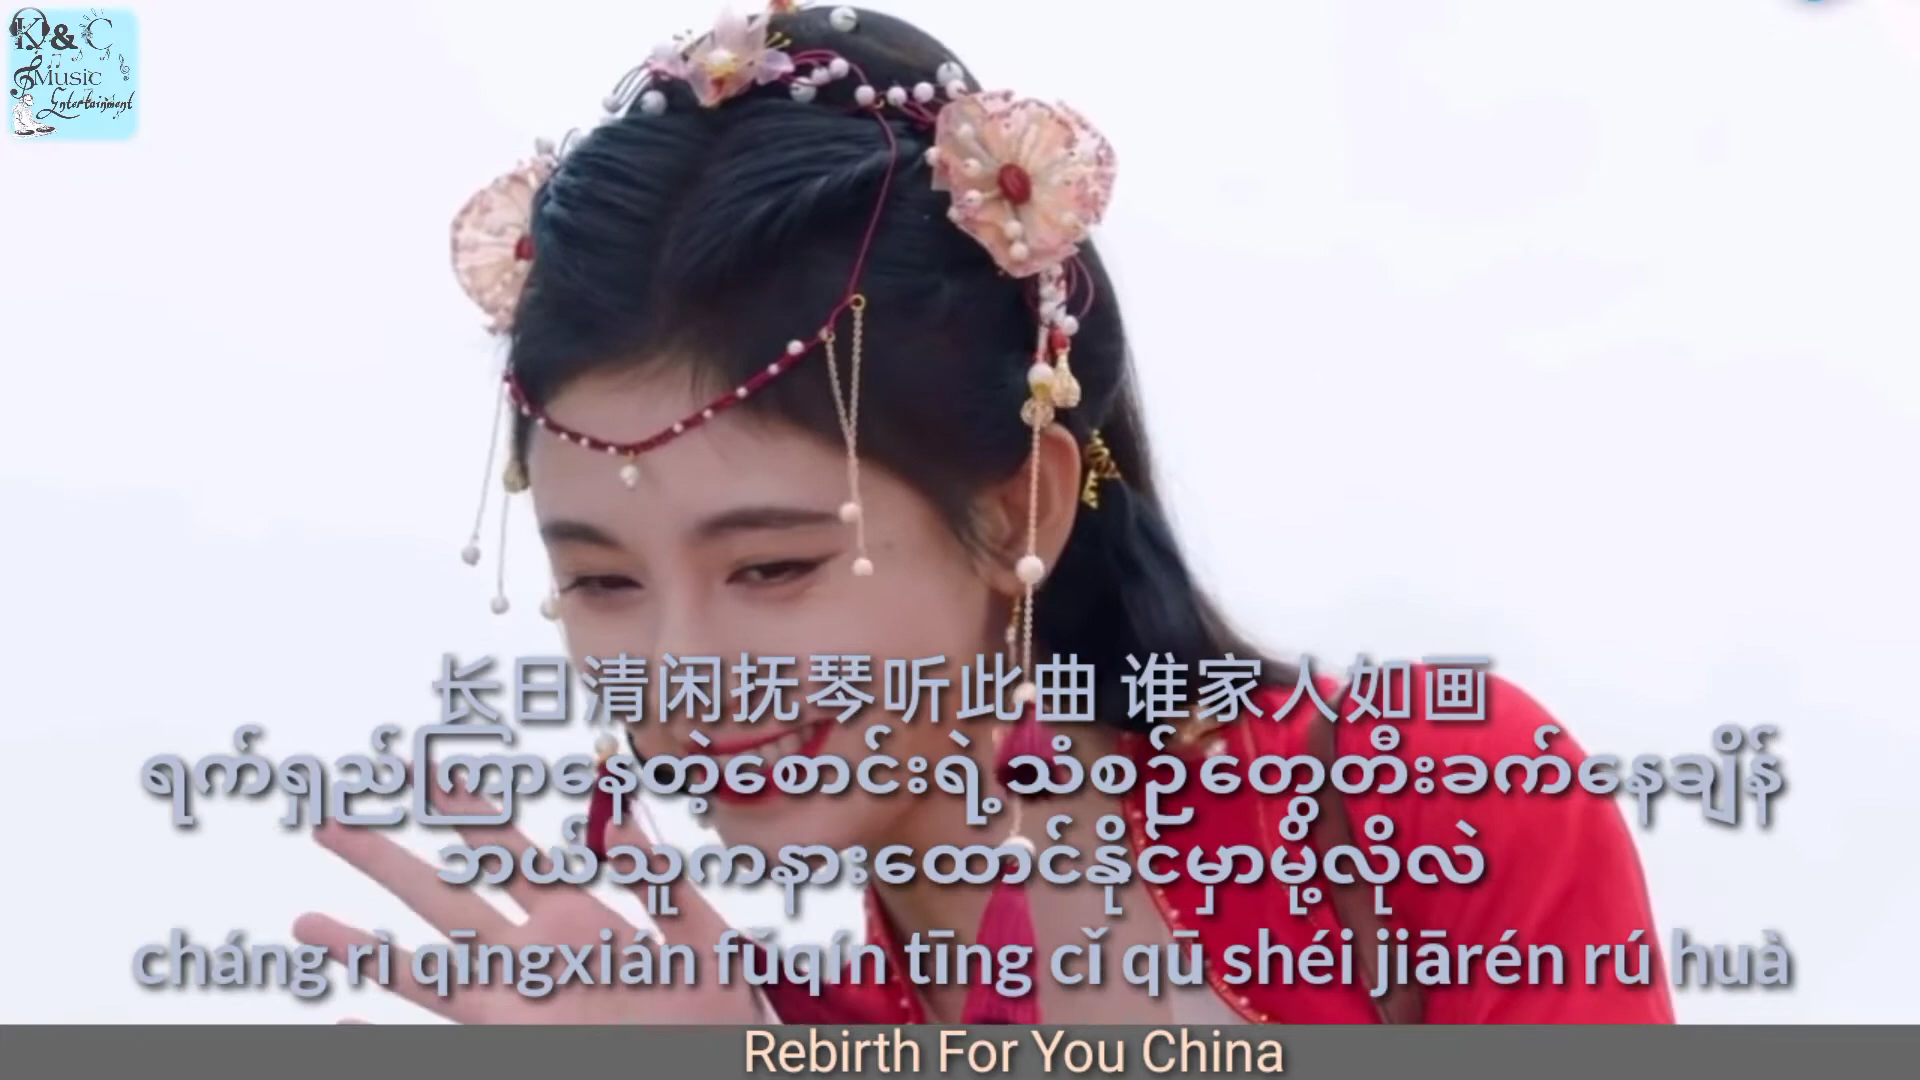 K&C
Music
Entertainment
长日清闲抚琴听此曲 谁家人如画
ရက်ရှည်ကြာနေတဲ့စောင်းရဲ့သံစဉ်တွေတီးခက်နေချိန်
ဘယ်သူကနားထောင်နိုင်မှာမို့လိုလဲ
cháng rì qīngxián fǔqín tīng cǐ qū shéi jiārén rú huà
Rebirth For You China